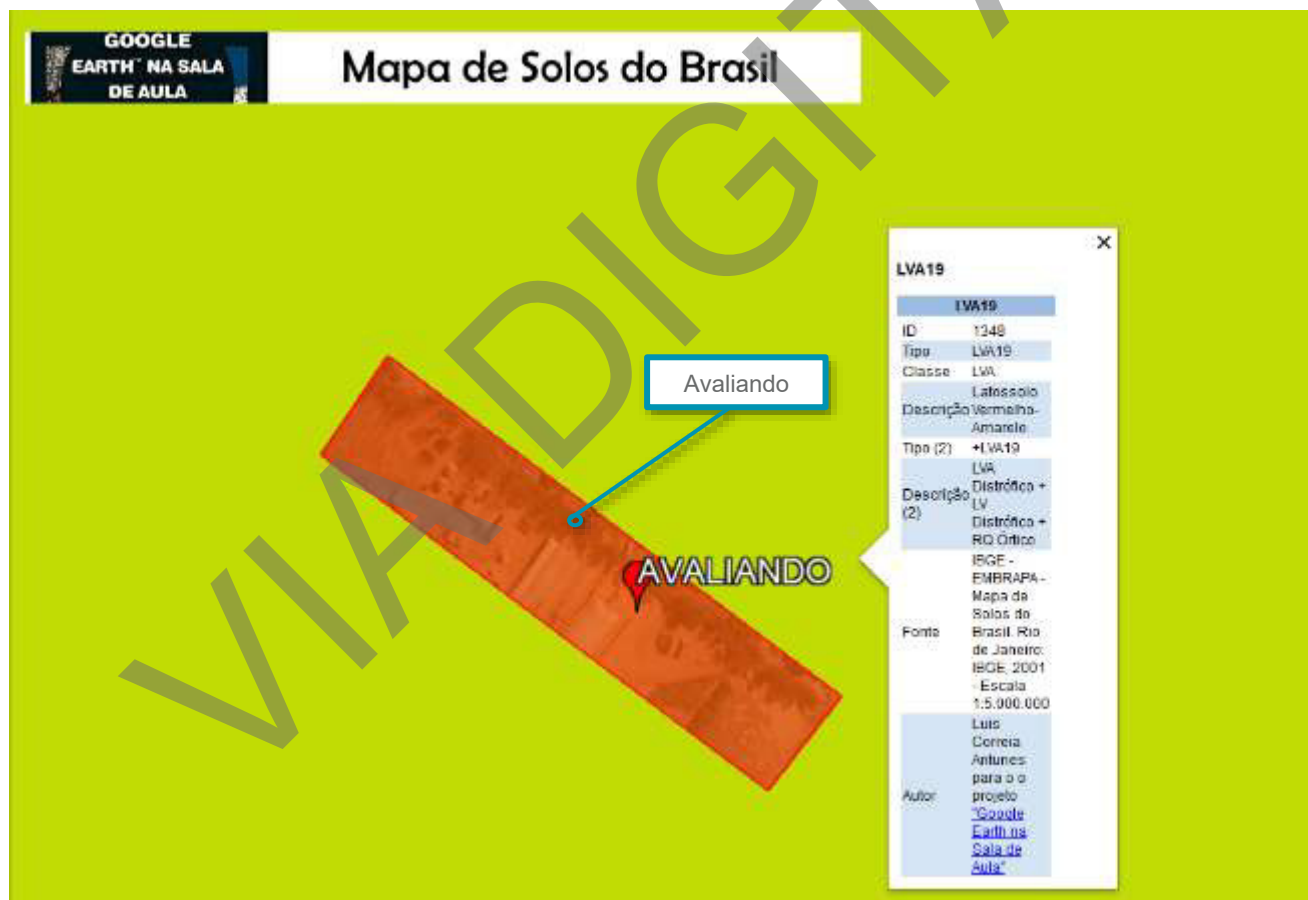 GOOGLE
EARTH™ NA SALA
DE AULA
Mapa de Solos do Brasil
VIA DIGITA
LVA19
LVA19
ID 1348
Tipo LVA19
Classe LVA
Descrição Latossolo
Vermelho-
Amarelo
Tipo (2) +LVA19
Descrição (2) LVA
Distrófico +
LV
Distrófico +
RQ Órtico
Fonte IBGE -
EMBRAPA -
Mapa de
Solos do
Brasil. Rio
de Janeiro:
IBGE, 2001
- Escala
1:5.000.000
Autor Luis
Correia
Antunes
para o o
projeto
"Google
Earth na
Sala de
Aula"
Avaliando
AVALIANDO